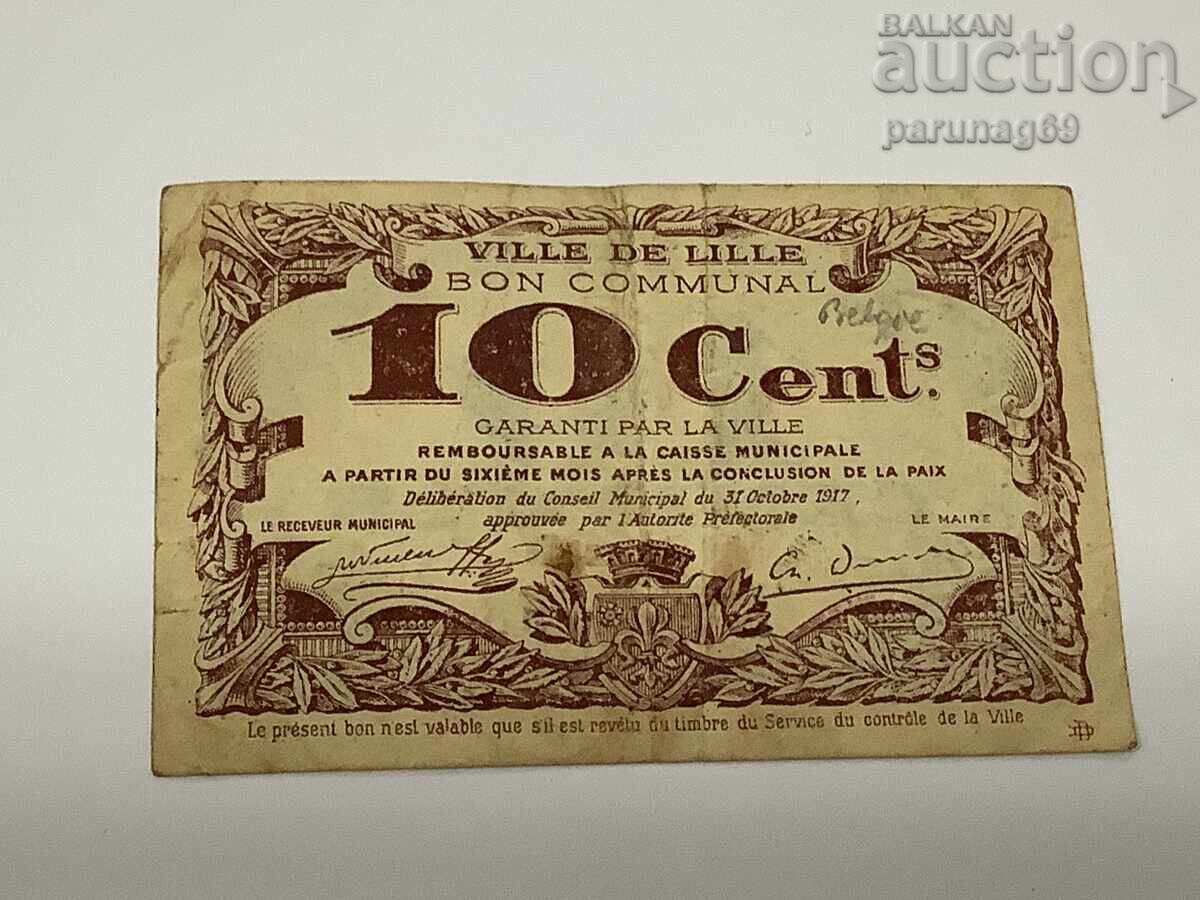 BALKAN
auction
parunag69
VILLE DE LILLE
BON COMMUNAL
Belgie
10 Cents.
GARANTI PAR LA VILLE
REMBOURSABLE A LA CAISSE MUNICIPALE
A PARTIR DU SIXIÈME MOIS APRÈS LA CONCLUSION DE LA PAIX
Délibération du Conseil Municipal du 31 Octobre 1917,
LE RECEVEUR MUNICIPAL approuvée par l'Autorité Préfectorale LE MAIRE
Le présent bon n'est valable que s'il est revêtu du timbre du Service du contrôle de la Ville